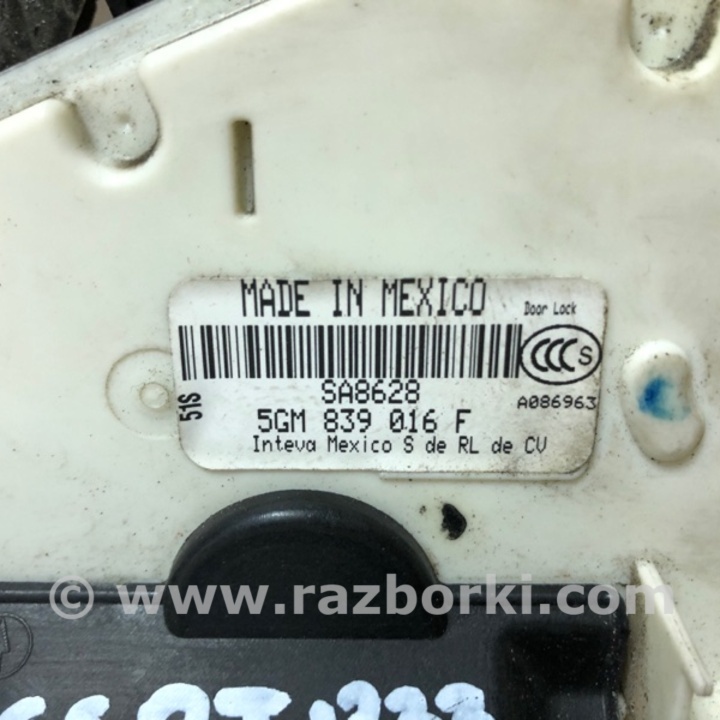 MADE IN MEXICO
Door Lock
CCC S
51S
SA8628
A086963
5GM 839 016 F
Inteva Mexico S de RL de CV
© www.razborki.com